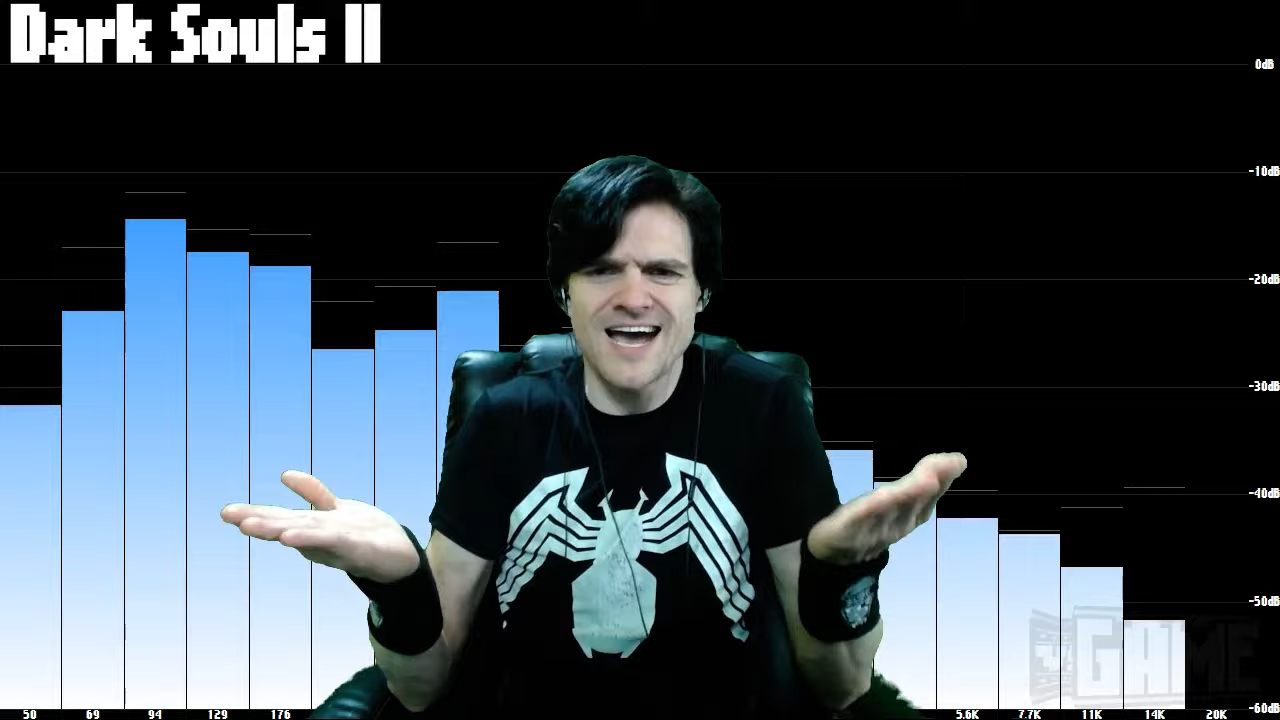 Dark Souls II
0dB
-10dB
-20dB
-30dB
-40dB
-50dB
-60dB
50 69 94 129 176 5.6K 7.7K 11K 14K 20K
GAME